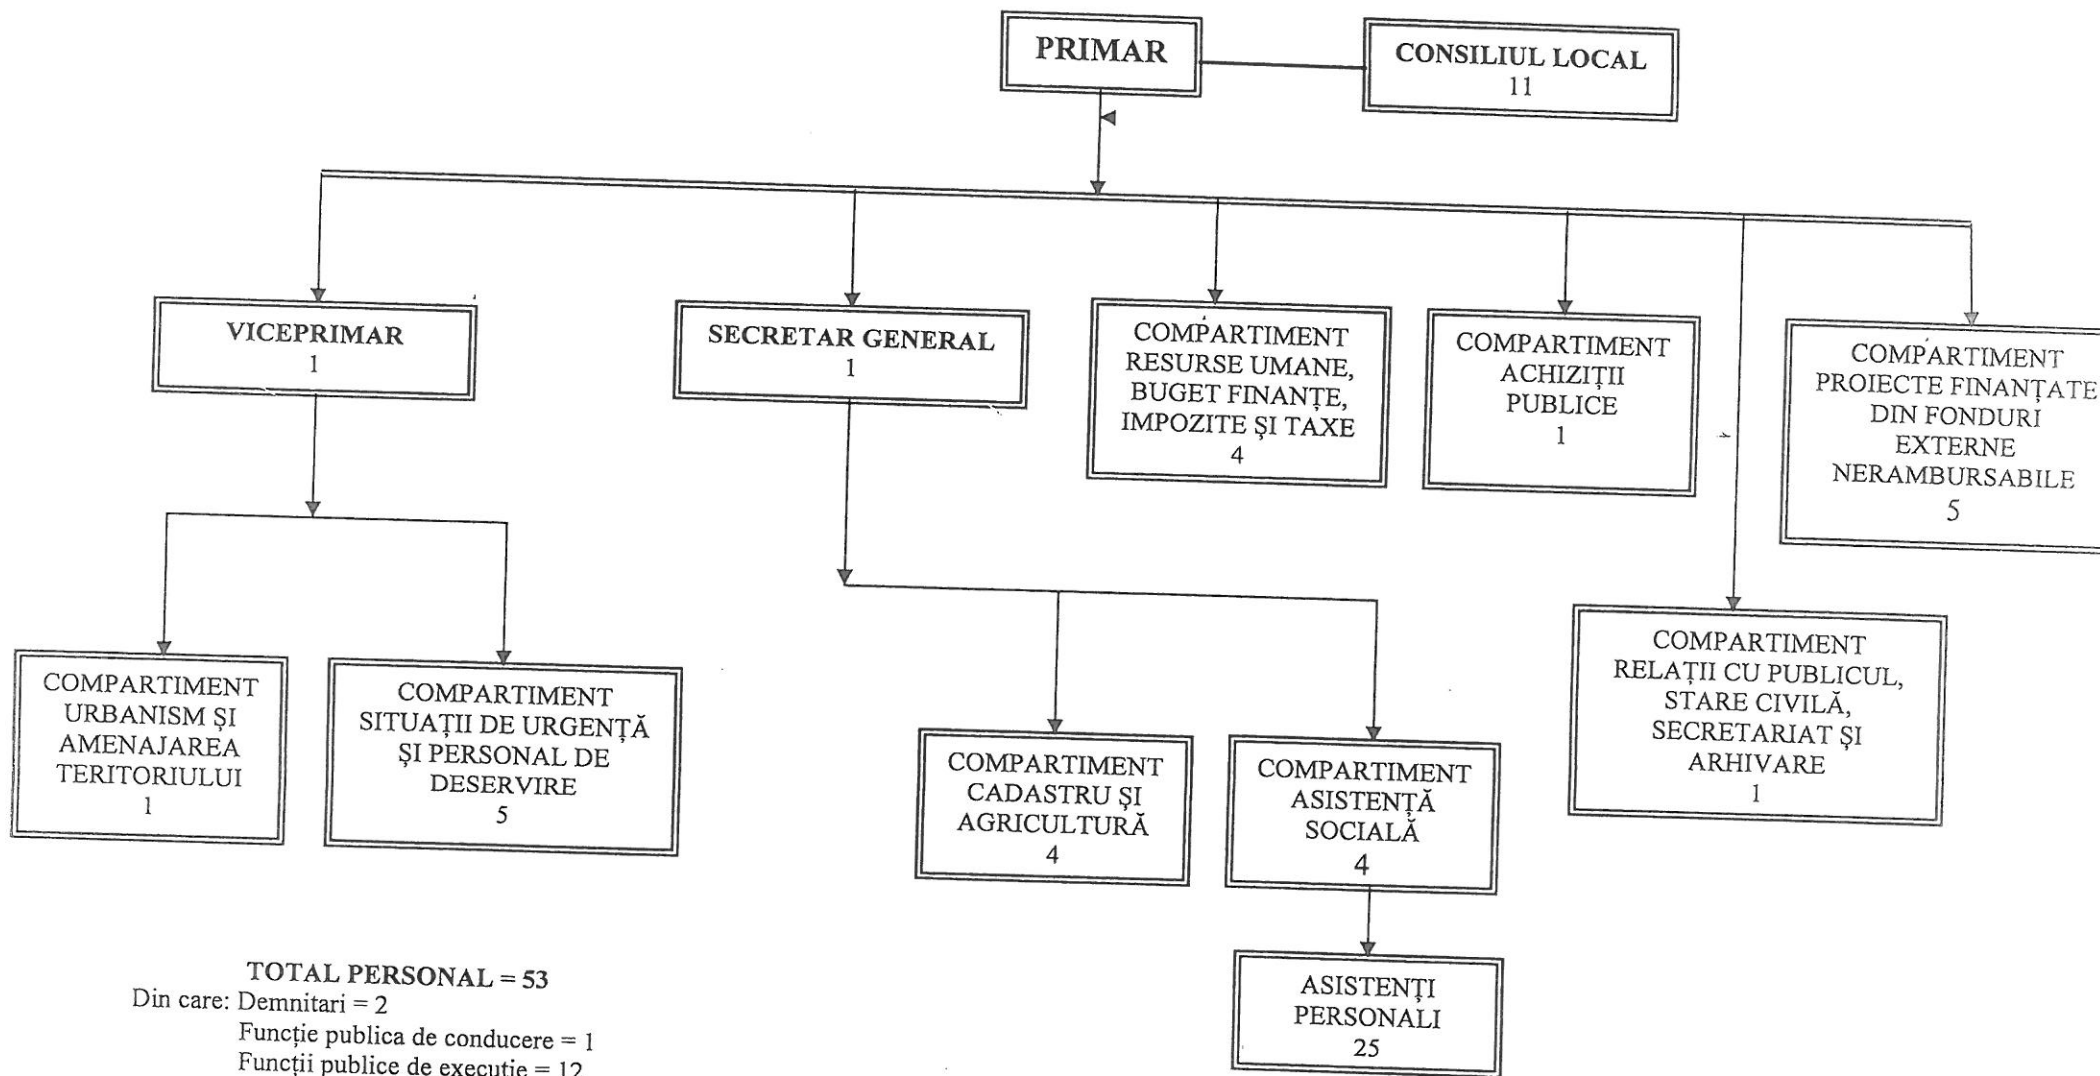 PRIMAR
CONSILIUL LOCAL
11
VICEPRIMAR
1
SECRETAR GENERAL
1
COMPARTIMENT
RESURSE UMANE,
BUGET FINANȚE,
IMPOZITE ȘI TAXE
4
COMPARTIMENT
ACHIZIȚII
PUBLICE
1
COMPARTIMENT
PROIECTE FINANȚATE
DIN FONDURI
EXTERNE
NERAMBURSABILE
5
COMPARTIMENT
URBANISM ȘI
AMENAJAREA
TERITORIULUI
1
COMPARTIMENT
SITUAȚII DE URGENȚĂ
ȘI PERSONAL DE
DESERVIRE
5
COMPARTIMENT
CADASTRU ȘI
AGRICULTURĂ
4
COMPARTIMENT
ASISTENȚĂ
SOCIALĂ
4
COMPARTIMENT
RELAȚII CU PUBLICUL,
STARE CIVILĂ,
SECRETARIAT ȘI
ARHIVARE
1
ASISTENȚI
PERSONALI
25
TOTAL PERSONAL = 53
Din care: Demnitari = 2
Funcție publica de conducere = 1
Funcții publice de execuție = 12